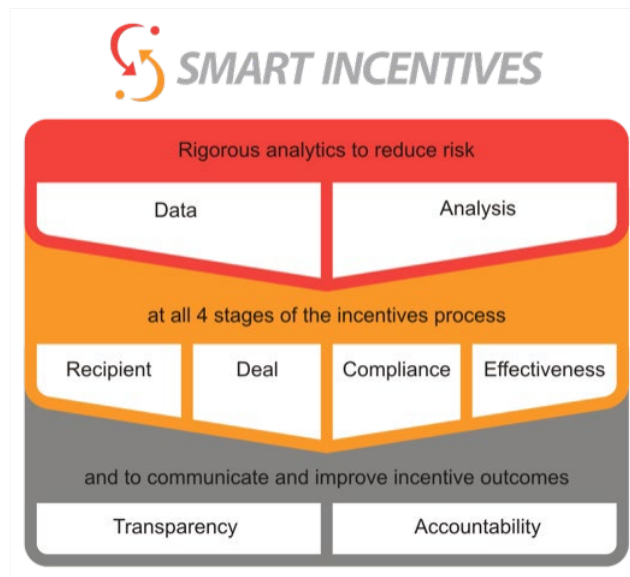 SMART INCENTIVES
Rigorous analytics to reduce risk
Data
Analysis
at all 4 stages of the incentives process
Recipient
Deal
Compliance
Effectiveness
and to communicate and improve incentive outcomes
Transparency
Accountability